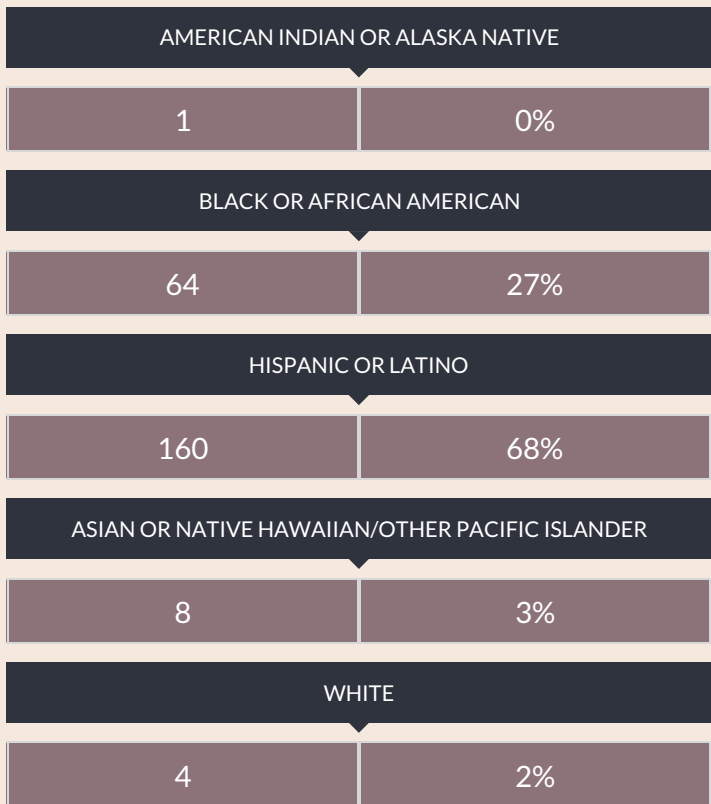 AMERICAN INDIAN OR ALASKA NATIVE
1 0%
BLACK OR AFRICAN AMERICAN
64 27%
HISPANIC OR LATINO
160 68%
ASIAN OR NATIVE HAWAIIAN/OTHER PACIFIC ISLANDER
8 3%
WHITE
4 2%